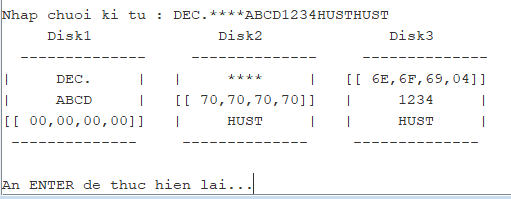 Nhap chuoi ki tu : DEC.****ABCD1234HUSTHUST
Disk1 Disk2 Disk3
-------------- -------------- --------------
| DEC. | | **** | [[ 6E,6F,69,04]]
| ABCD | [[ 70,70,70,70]] | 1234 |
[[ 00,00,00,00]] | HUST | | HUST |
-------------- -------------- --------------
An ENTER de thuc hien lai...